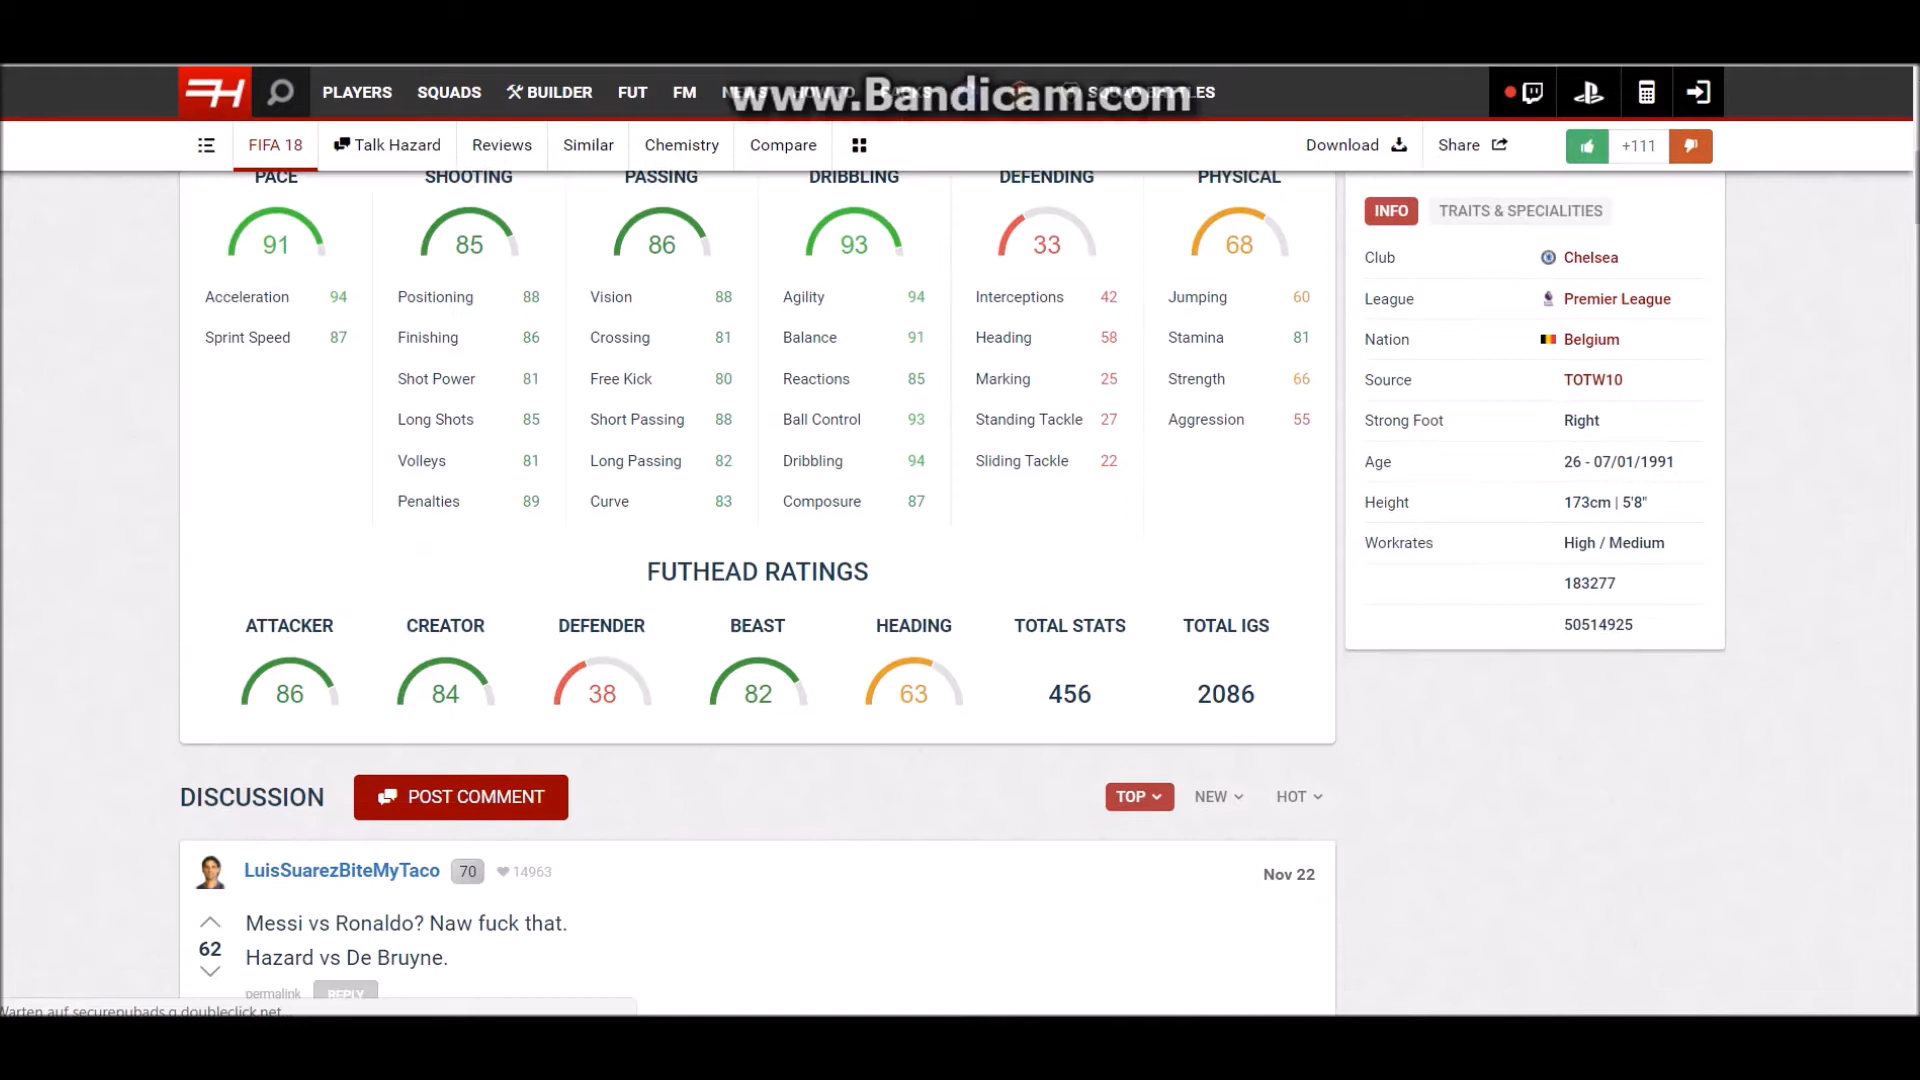 www.Bandicam.com
PLAYERS SQUADS BUILDER FUT FM
FIFA 18 Talk Hazard Reviews Similar Chemistry Compare Download Share +111
PACE SHOOTING PASSING DRIBBLING DEFENDING PHYSICAL
91 85 86 93 33 68
Acceleration 94 Positioning 88 Vision 88 Agility 94 Interceptions 42 Jumping 60
Sprint Speed 87 Finishing 86 Crossing 81 Balance 91 Heading 58 Stamina 81
Shot Power 81 Free Kick 80 Reactions 85 Marking 25 Strength 66
Long Shots 85 Short Passing 88 Ball Control 93 Standing Tackle 27 Aggression 55
Volleys 81 Long Passing 82 Dribbling 94 Sliding Tackle 22
Penalties 89 Curve 83 Composure 87
INFO TRAITS & SPECIALITIES
Club Chelsea
League Premier League
Nation Belgium
Source TOTW10
Strong Foot Right
Age 26 - 07/01/1991
Height 173cm | 5'8"
Workrates High / Medium
183277
50514925
FUTHEAD RATINGS
ATTACKER CREATOR DEFENDER BEAST HEADING TOTAL STATS TOTAL IGS
86 84 38 82 63 456 2086
DISCUSSION POST COMMENT TOP NEW HOT
LuisSuarezBiteMyTaco 70 14963 Nov 22
Messi vs Ronaldo? Naw fuck that.
62
Hazard vs De Bruyne.
permalink REPLY
Warten auf securepubads.g.doubleclick.net...